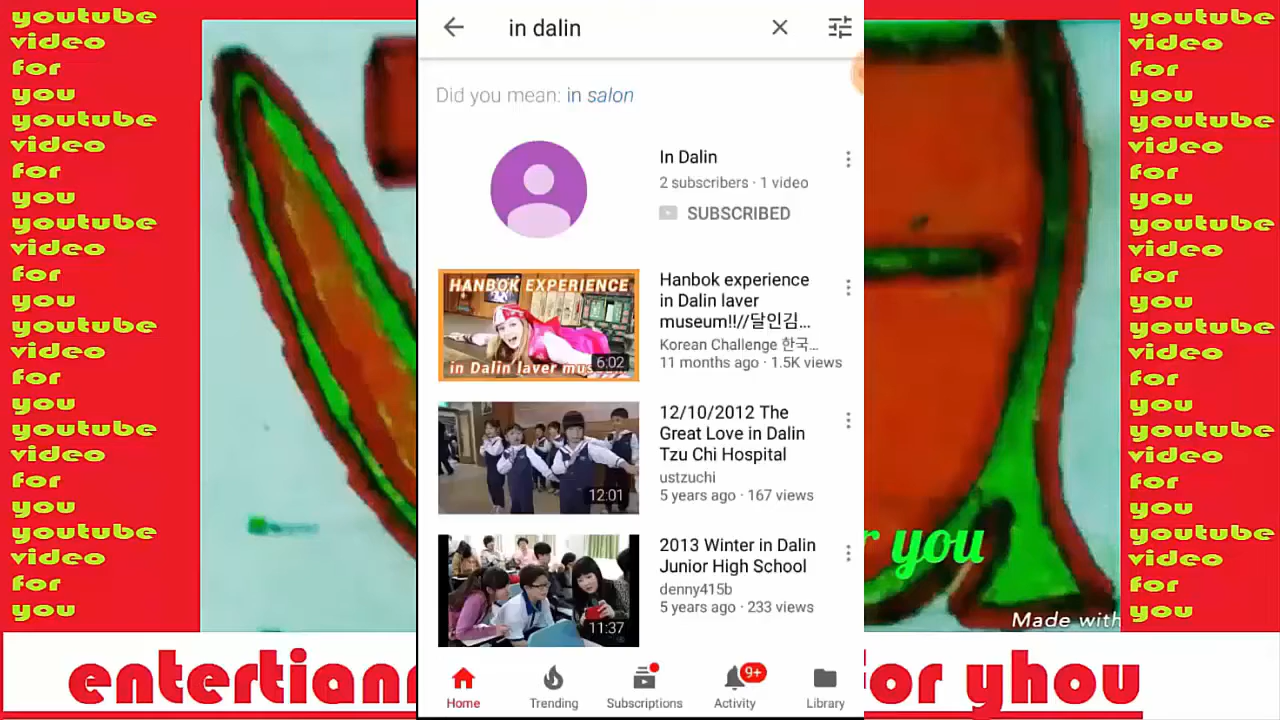 youtube
video
for
you
youtube
video
for
you
youtube
video
for
you
youtube
video
for
you
youtube
video
for
you
youtube
video
for
you
in dalin
Did you mean: in salon
In Dalin
2 subscribers · 1 video
SUBSCRIBED
HANBOK EXPERIENCE
in Dalin laver mus
6:02
Hanbok experience
in Dalin laver
museum!!//달인김...
Korean Challenge 한국...
11 months ago · 1.5K views
12:01
12/10/2012 The
Great Love in Dalin
Tzu Chi Hospital
ustzuchi
5 years ago · 167 views
11:37
2013 Winter in Dalin
Junior High School
denny415b
5 years ago · 233 views
Home
Trending
Subscriptions
9+
Activity
Library
r you
Made with
youtube
video
for
you
youtube
video
for
you
youtube
video
for
you
youtube
video
for
you
youtube
video
for
you
youtube
video
for
you
entertian
for yhou